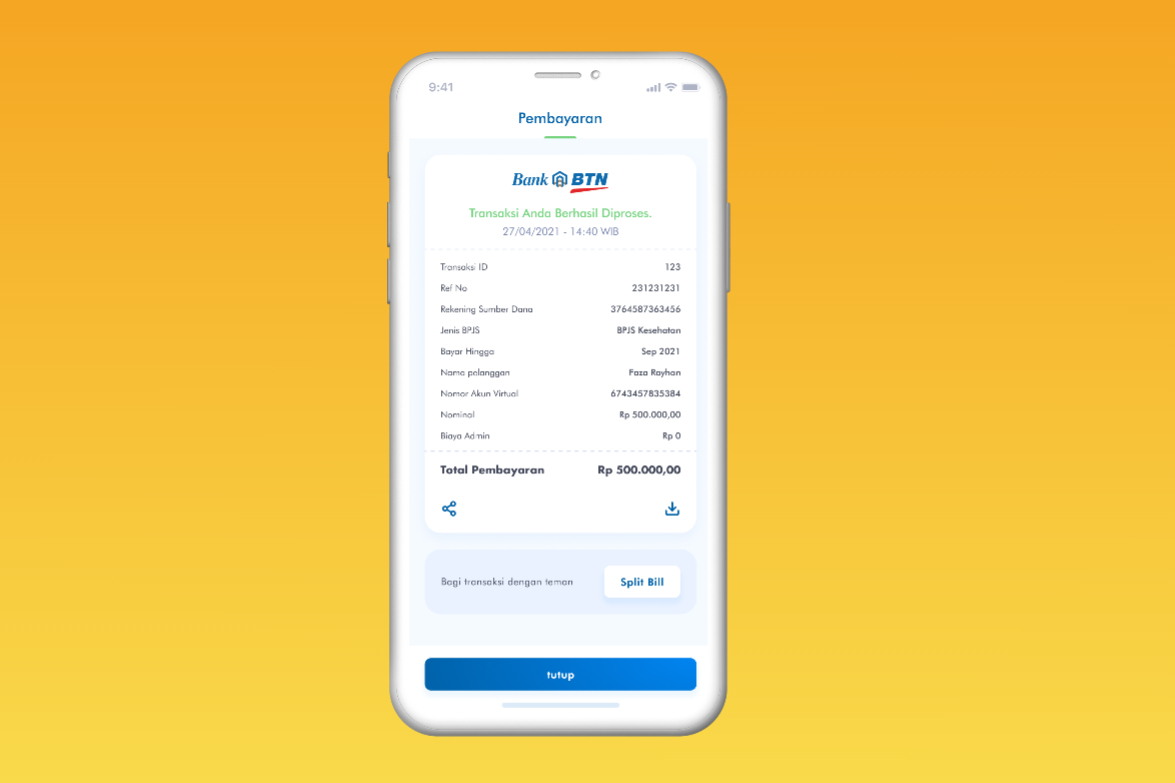 9:41
Pembayaran
Bank BTN
Transaksi Anda Berhasil Diproses.
27/04/2021 - 14:40 WIB
Transaksi ID 123
Ref No 231231231
Rekening Sumber Dana 3764587363456
Jenis BPJS BPJS Kesehatan
Bayar Hingga Sep 2021
Nama pelanggan Faza Rayhan
Nomor Akun Virtual 6743457835384
Nominal Rp 500.000,00
Biaya Admin Rp 0
Total Pembayaran Rp 500.000,00
Bagi transaksi dengan teman Split Bill
tutup